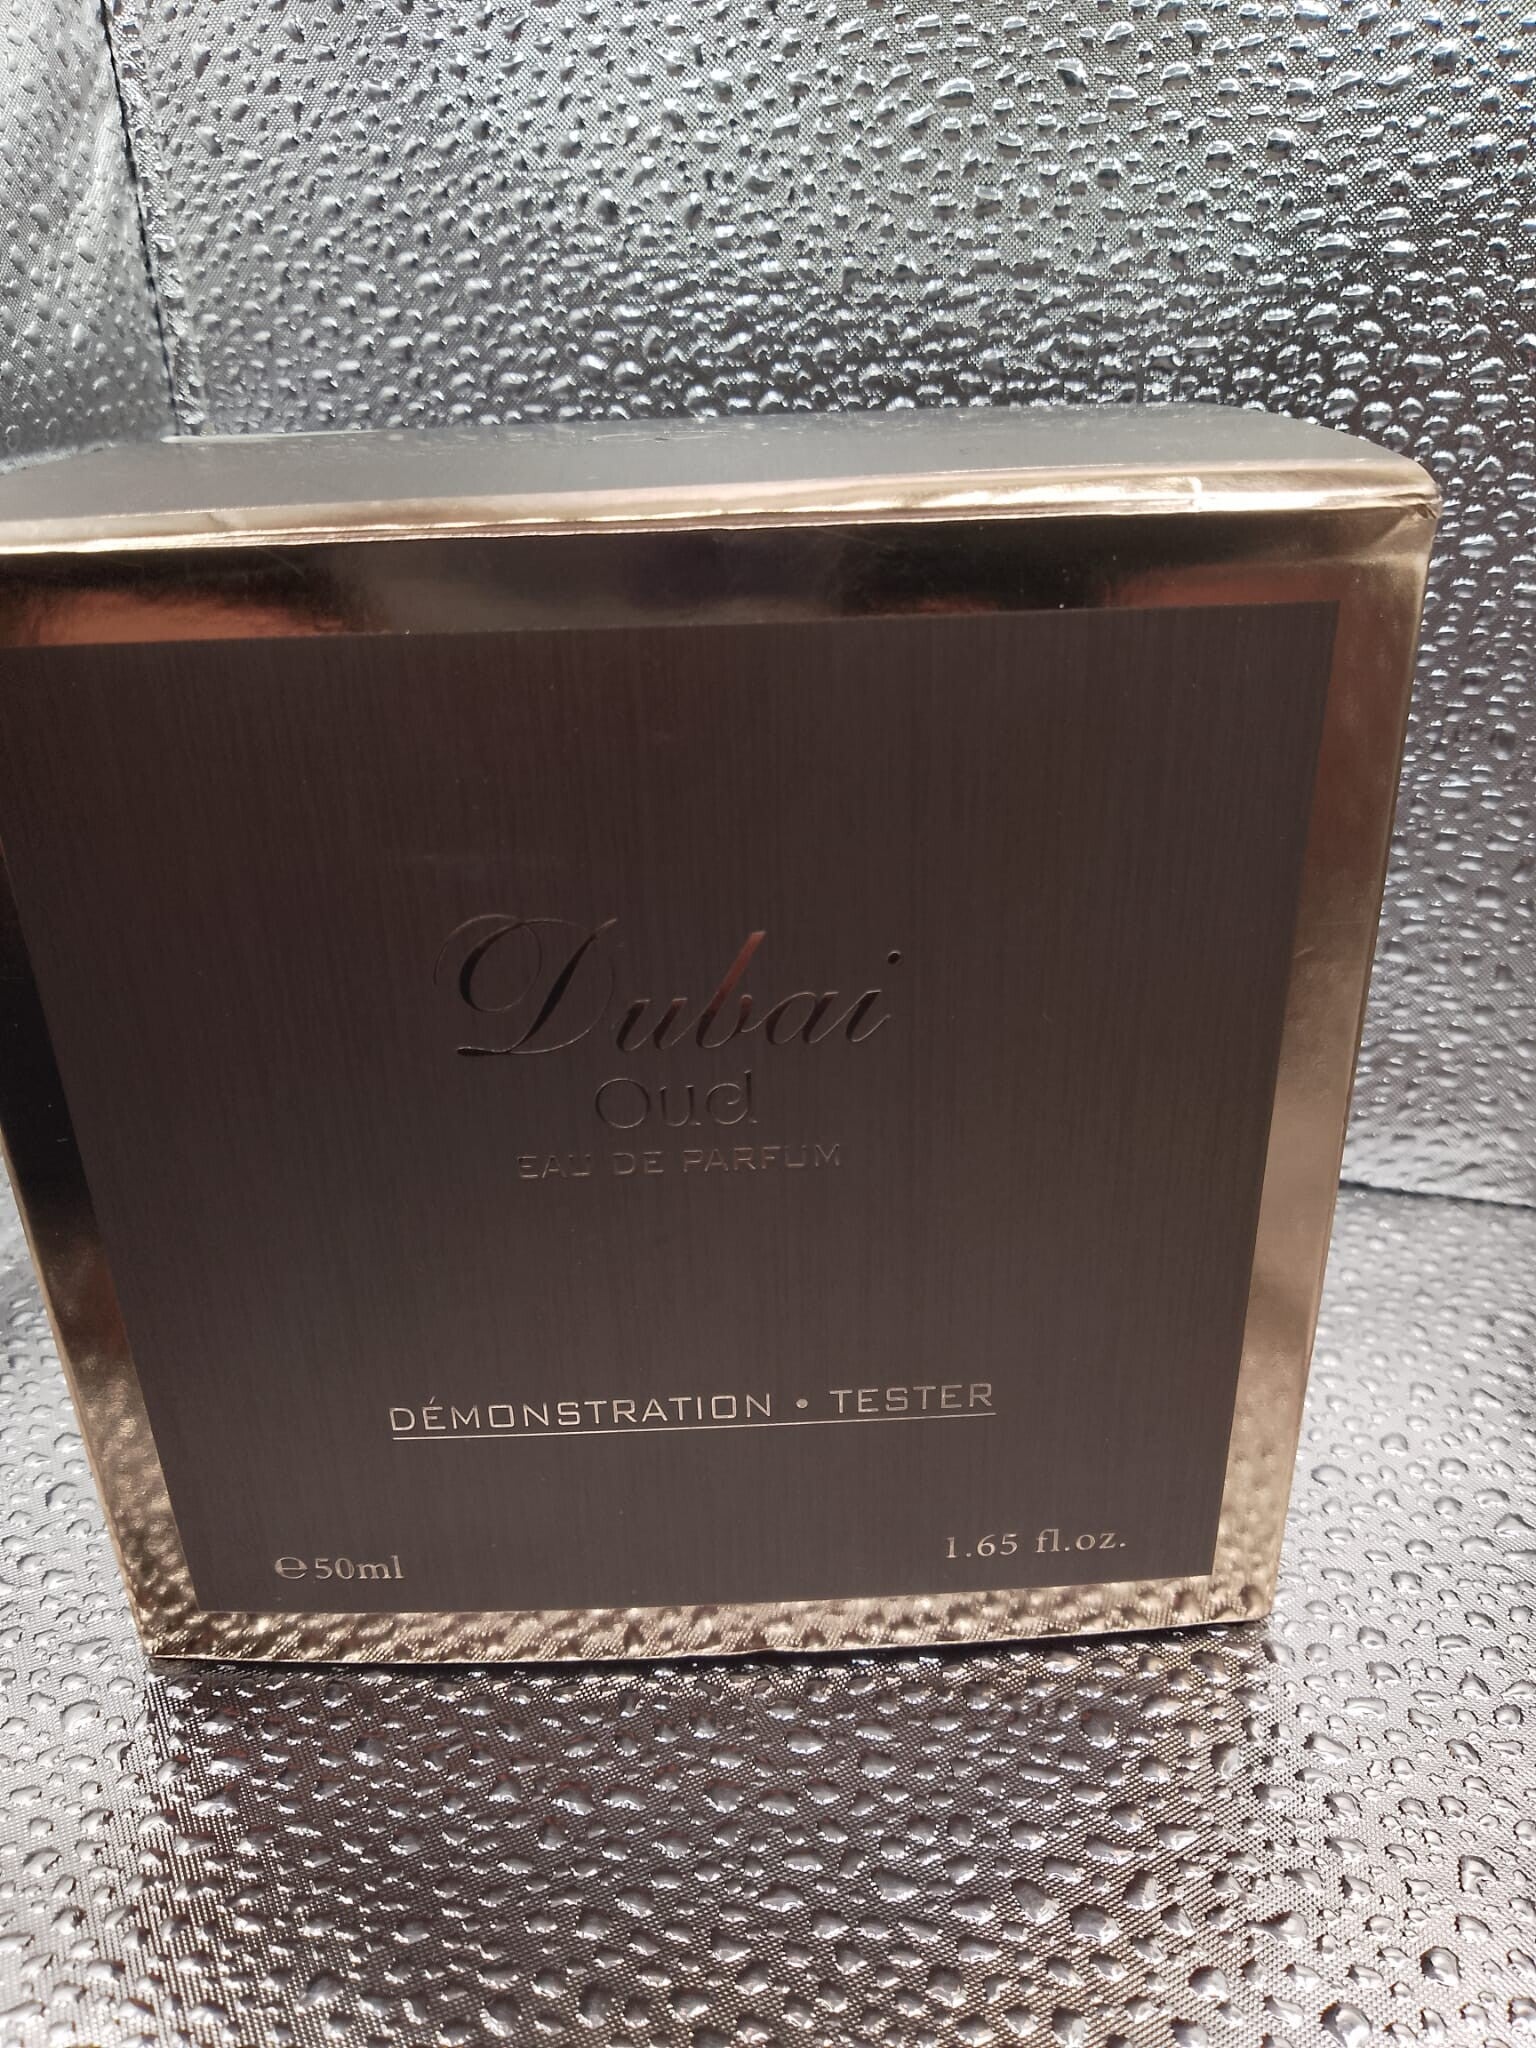 Dubai
Oud
EAU DE PARFUM
DÉMONSTRATION • TESTER
℮50ml
1.65 fl.oz.